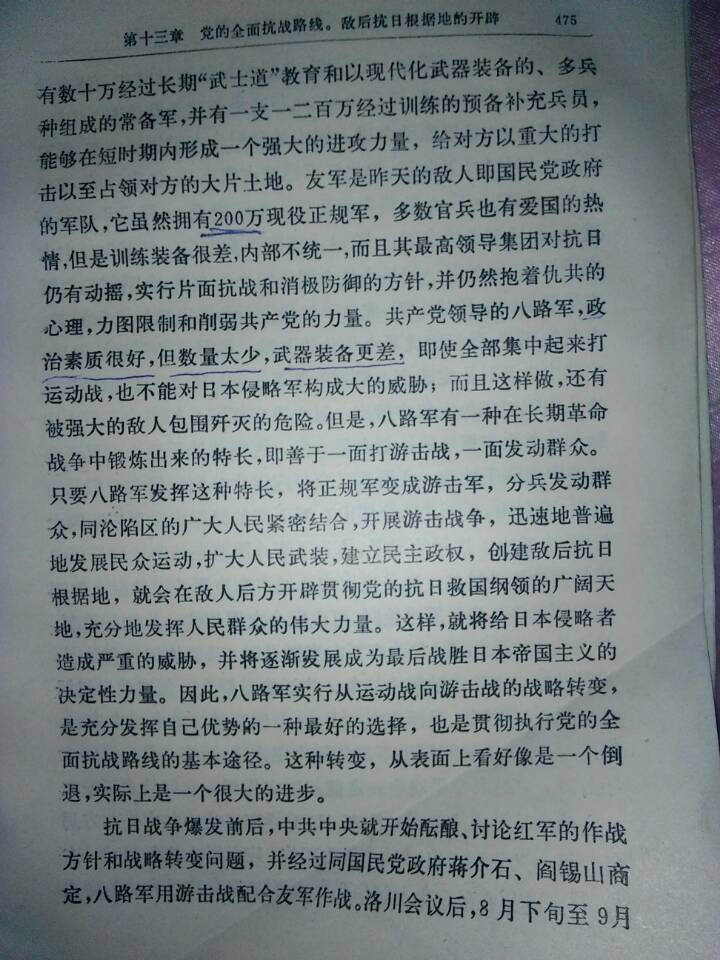 第十三章 党的全面抗战路线。敌后抗日根据地的开辟 475
有数十万经过长期“武士道”教育和以现代化武器装备的、多兵
种组成的常备军,并有一支一二百万经过训练的预备补充兵员,
能够在短时期内形成一个强大的进攻力量，给对方以重大的打
击以至占领对方的大片土地。友军是昨天的敌人即国民党政府
的军队,它虽然拥有200万现役正规军，多数官兵也有爱国的热
情,但是训练装备很差,内部不统一,而且其最高领导集团对抗日
仍有动摇,实行片面抗战和消极防御的方针,并仍然抱着仇共的
心理,力图限制和削弱共产党的力量。共产党领导的八路军,政
治素质很好,但数量太少,武器装备更差，即使全部集中起来打
运动战,也不能对日本侵略军构成大的威胁；而且这样做,还有
被强大的敌人包围歼灭的危险。但是,八路军有一种在长期革命
战争中锻炼出来的特长,即善于一面打游击战,一面发动群众。
只要八路军发挥这种特长，将正规军变成游击军，分兵发动群
众,同沦陷区的广大人民紧密结合,开展游击战争，迅速地普遍
地发展民众运动,扩大人民武装,建立民主政权，创建敌后抗日
根据地，就会在敌人后方开辟贯彻党的抗日救国纲领的广阔天
地,充分地发挥人民群众的伟大力量。这样,就将给日本侵略者
造成严重的威胁，并将逐渐发展成为最后战胜日本帝国主义的
决定性力量。因此,八路军实行从运动战向游击战的战略转变,
是充分发挥自己优势的一种最好的选择，也是贯彻执行党的全
面抗战路线的基本途径。这种转变，从表面上看好像是一个倒
退,实际上是一个很大的进步。
抗日战争爆发前后,中共中央就开始酝酿、讨论红军的作战
方针和战略转变问题，并经过同国民党政府蒋介石、阎锡山商
定,八路军用游击战配合友军作战。洛川会议后,8月下旬至9月